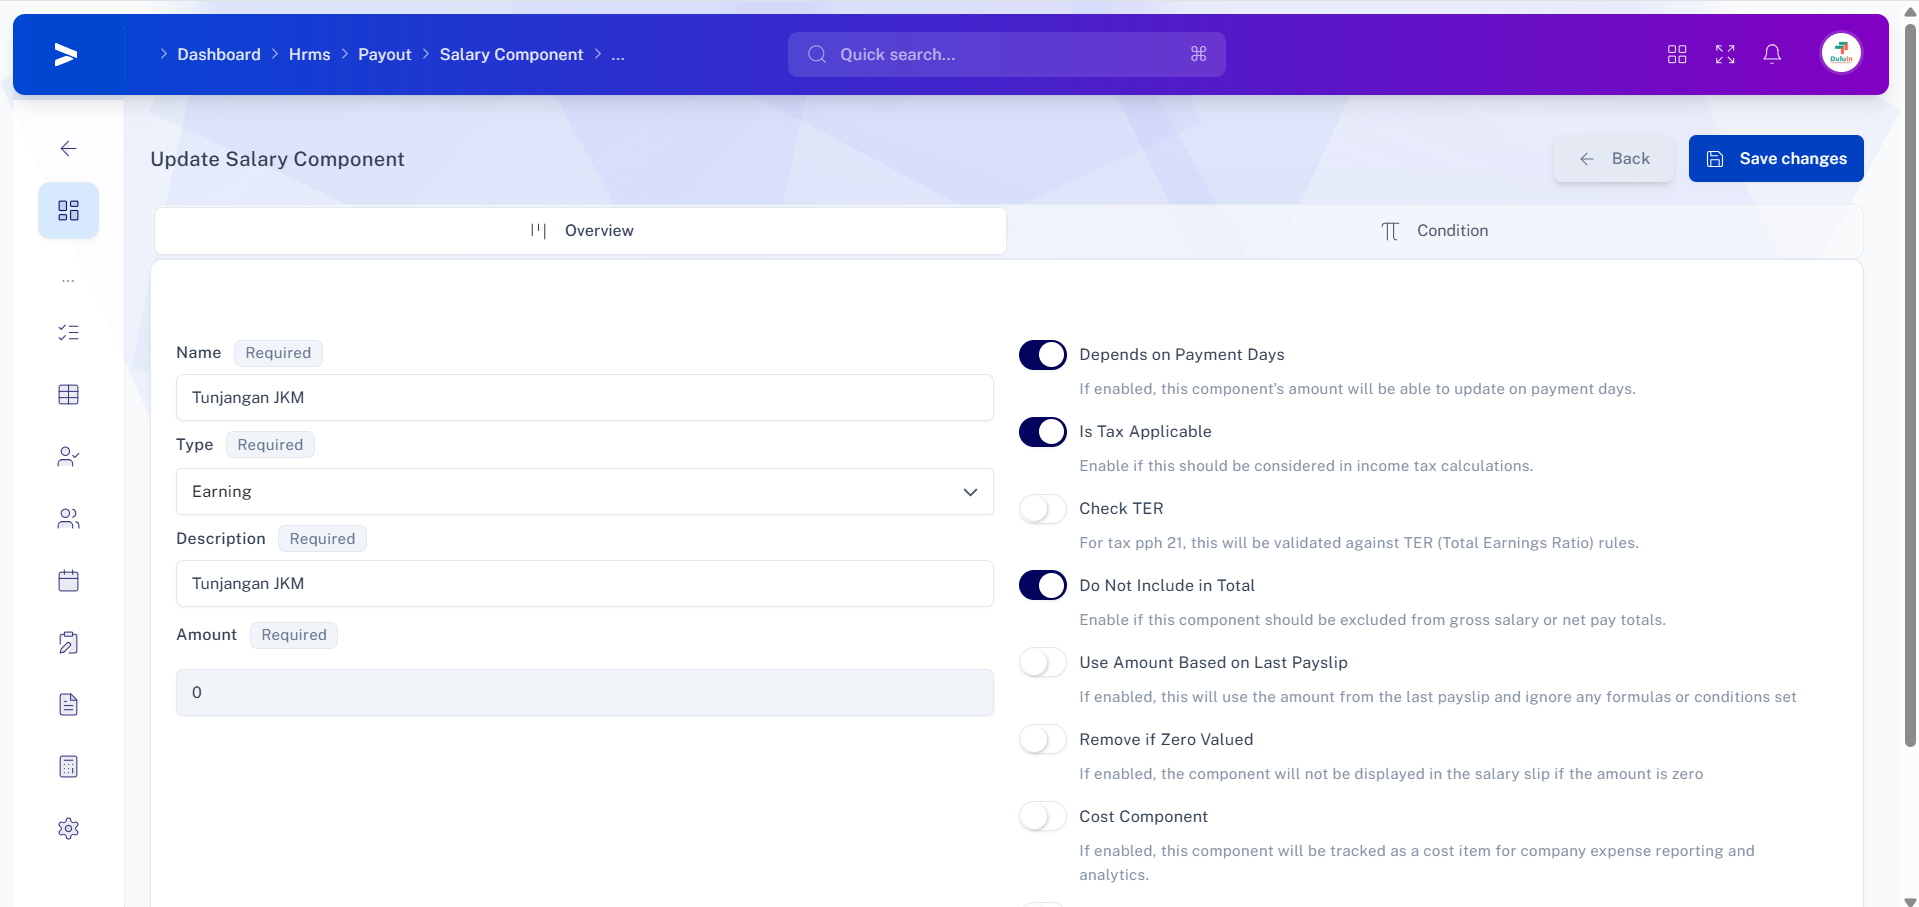 Dashboard
Hrms
Payout
Salary Component
...
Quick search...
⌘
Duluin
Update Salary Component
Back
Save changes
Overview
Condition
...
Name Required
Tunjangan JKM
Type Required
Earning
Description Required
Tunjangan JKM
Amount Required
0
Depends on Payment Days
If enabled, this component's amount will be able to update on payment days.
Is Tax Applicable
Enable if this should be considered in income tax calculations.
Check TER
For tax pph 21, this will be validated against TER (Total Earnings Ratio) rules.
Do Not Include in Total
Enable if this component should be excluded from gross salary or net pay totals.
Use Amount Based on Last Payslip
If enabled, this will use the amount from the last payslip and ignore any formulas or conditions set
Remove if Zero Valued
If enabled, the component will not be displayed in the salary slip if the amount is zero
Cost Component
If enabled, this component will be tracked as a cost item for company expense reporting and
analytics.